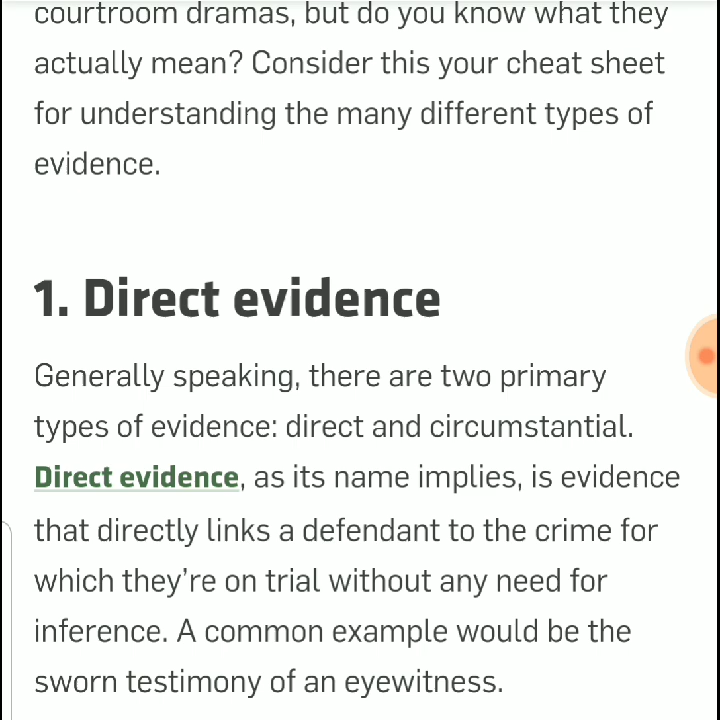 courtroom dramas, but do you know what they
actually mean? Consider this your cheat sheet
for understanding the many different types of
evidence.
1. Direct evidence
Generally speaking, there are two primary
types of evidence: direct and circumstantial.
Direct evidence, as its name implies, is evidence
that directly links a defendant to the crime for
which they're on trial without any need for
inference. A common example would be the
sworn testimony of an eyewitness.